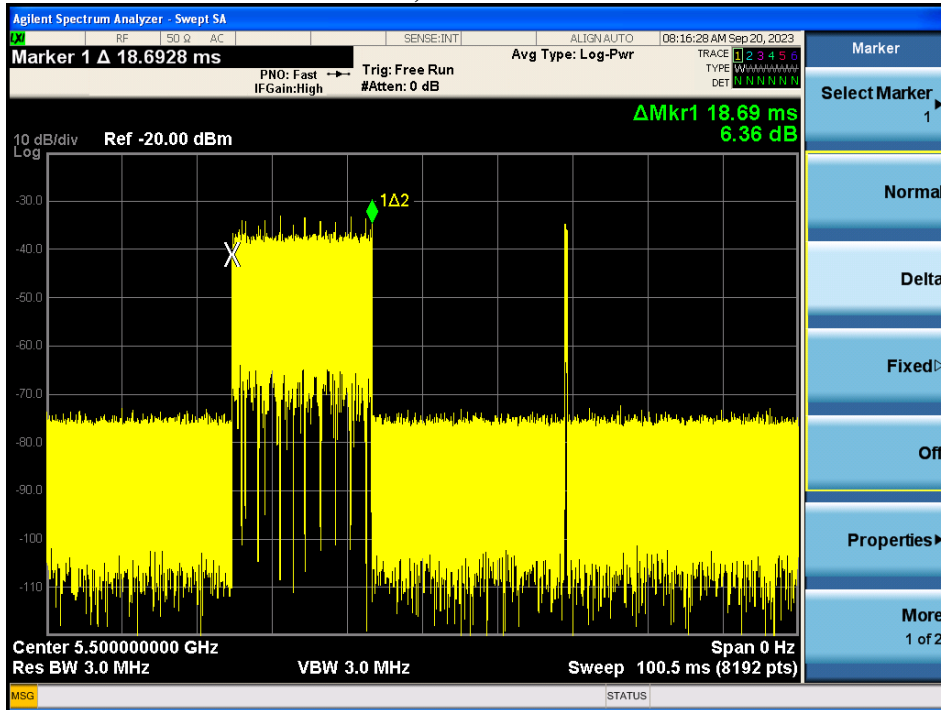 Agilent Spectrum Analyzer - Swept SA
LXI RF 50 Ω AC SENSE:INT ALIGN AUTO 08:16:28 AM Sep 20, 2023
Marker 1 Δ 18.6928 ms
PNO: Fast
IFGain:High
Trig: Free Run
#Atten: 0 dB
Avg Type: Log-Pwr
TRACE 1 2 3 4 5 6
TYPE WWWWWW
DET N N N N N N
ΔMkr1 18.69 ms
6.36 dB
10 dB/div Ref -20.00 dBm
Log
1Δ2
X
-30.0
-40.0
-50.0
-60.0
-70.0
-80.0
-90.0
-100
-110
Center 5.500000000 GHz Span 0 Hz
Res BW 3.0 MHz VBW 3.0 MHz Sweep 100.5 ms (8192 pts)
MSG STATUS
Marker
Select Marker
1
Normal
Delta
Fixed
Off
Properties
More
1 of 2